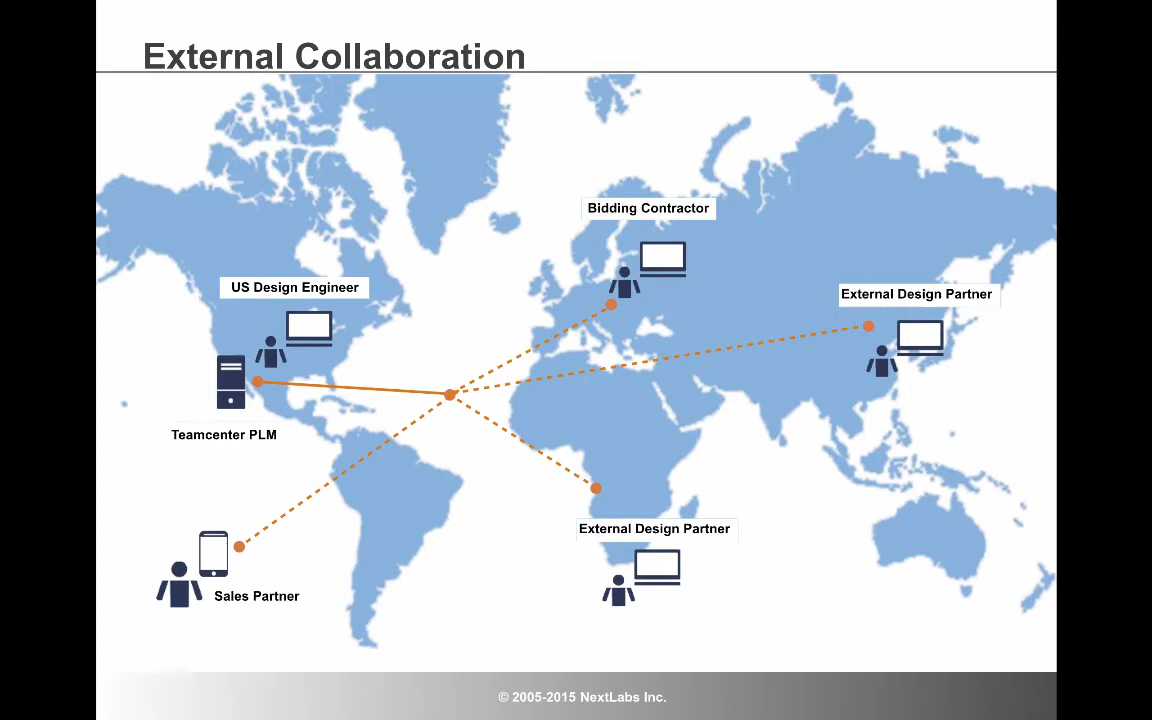 External Collaboration
Bidding Contractor
US Design Engineer
External Design Partner
Teamcenter PLM
External Design Partner
Sales Partner
© 2005-2015 NextLabs Inc.